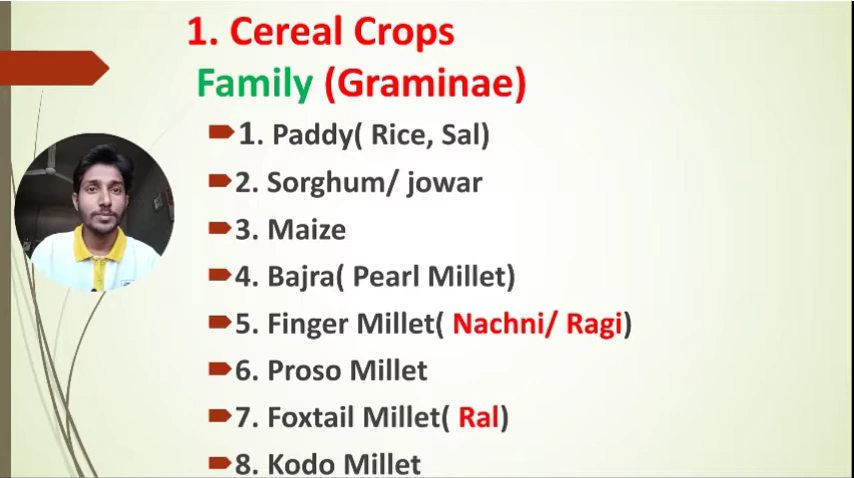 1. Cereal Crops
Family (Graminae)
1. Paddy( Rice, Sal)
2. Sorghum/ jowar
3. Maize
4. Bajra( Pearl Millet)
5. Finger Millet( Nachni/ Ragi)
6. Proso Millet
7. Foxtail Millet( Ral)
8. Kodo Millet